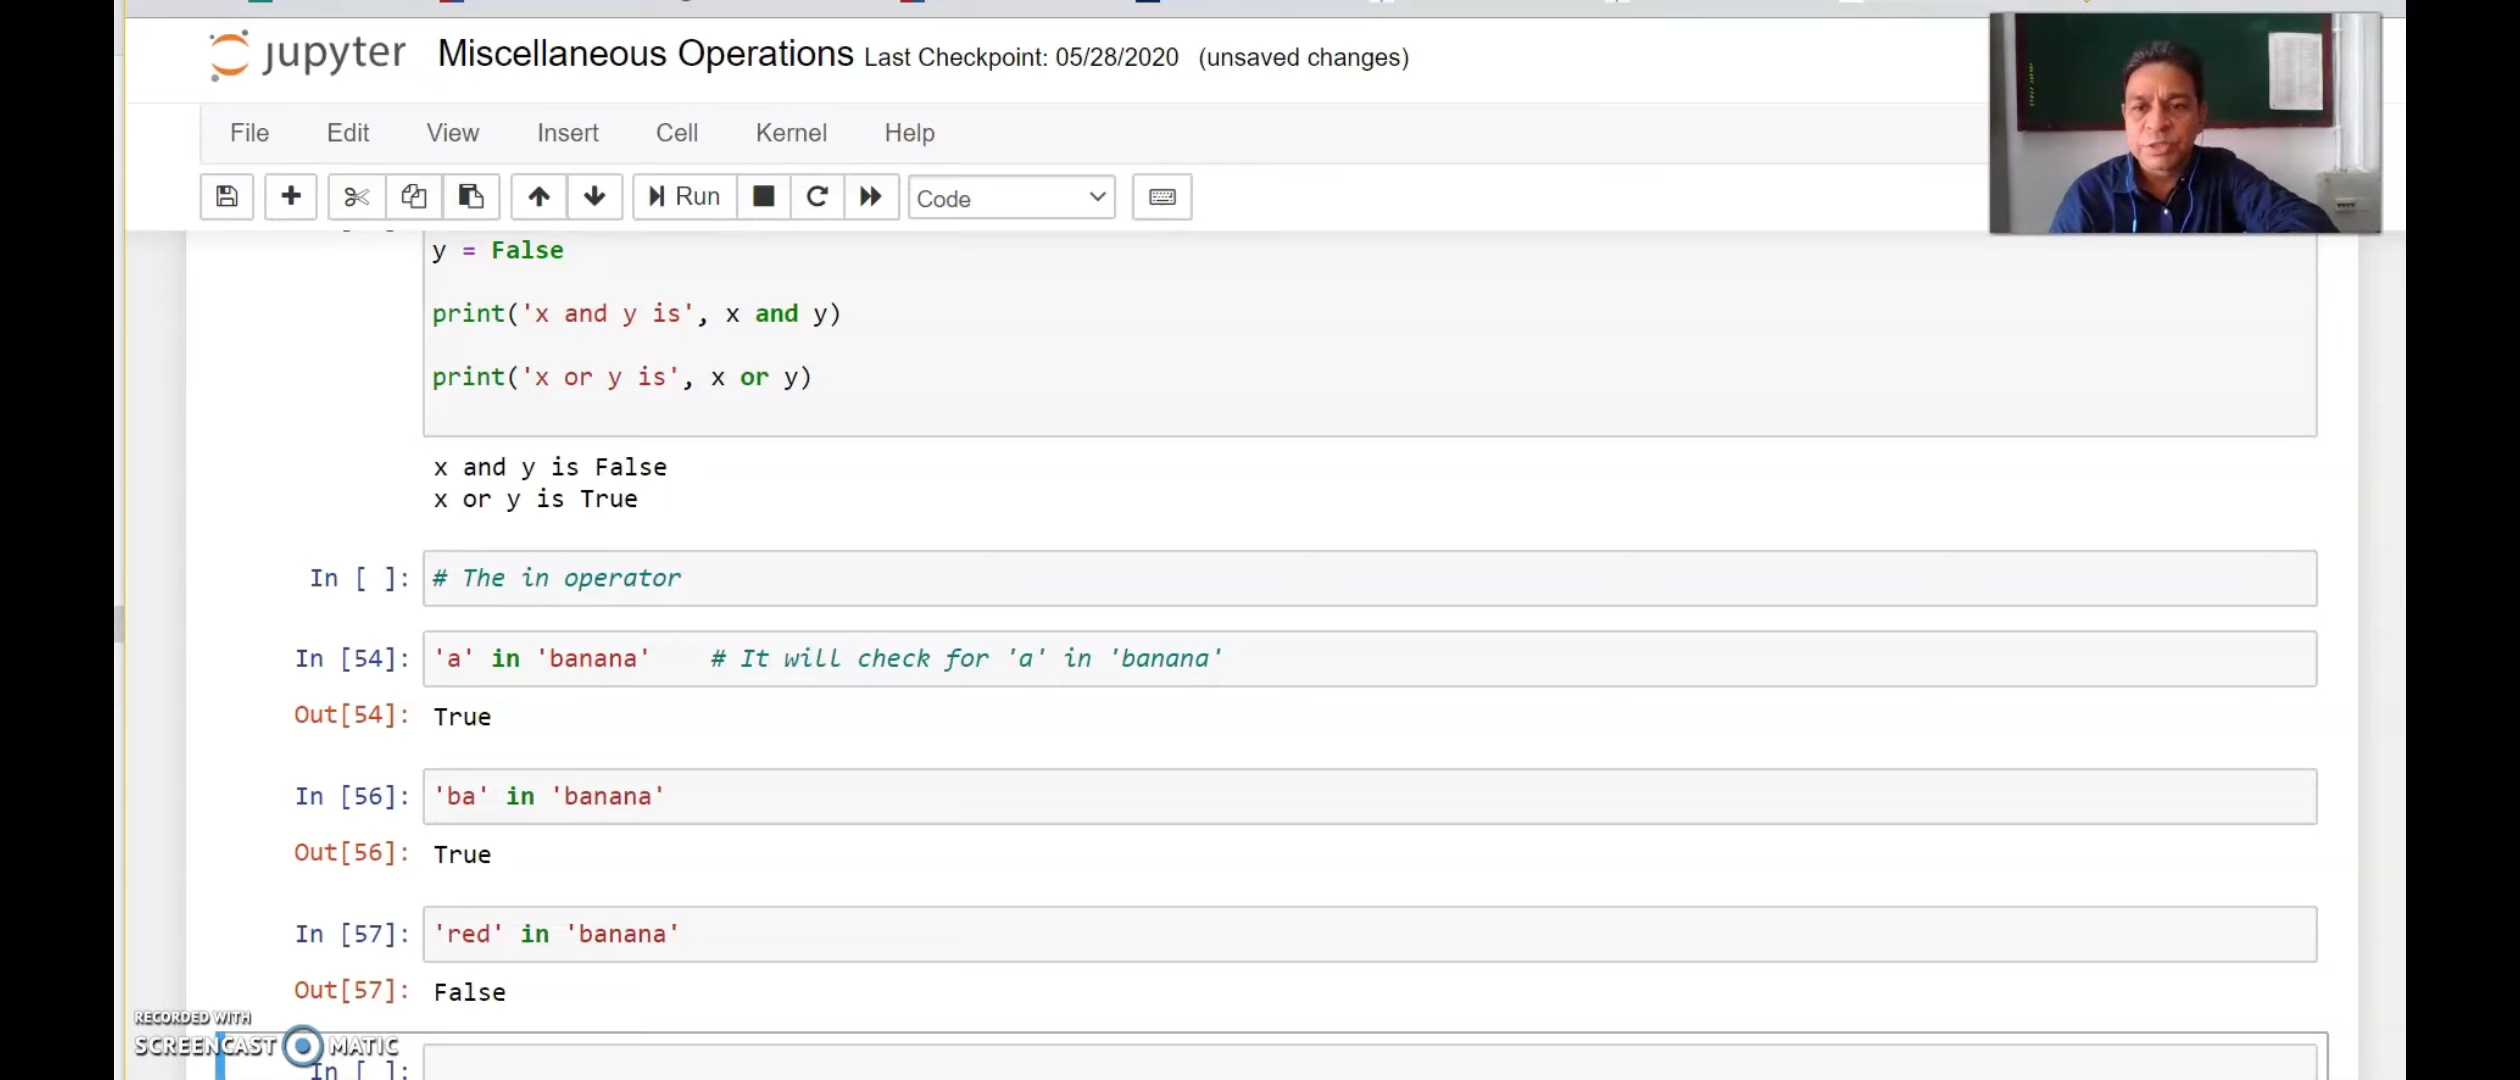 jupyter Miscellaneous Operations Last Checkpoint: 05/28/2020 (unsaved changes)
File Edit View Insert Cell Kernel Help
Run Code
y = False
print('x and y is', x and y)
print('x or y is', x or y)
x and y is False
x or y is True
In [ ]: # The in operator
In [54]: 'a' in 'banana' # It will check for 'a' in 'banana'
Out[54]: True
In [56]: 'ba' in 'banana'
Out[56]: True
In [57]: 'red' in 'banana'
Out[57]: False
RECORDED WITH
SCREENCAST MATIC
In [ ]: